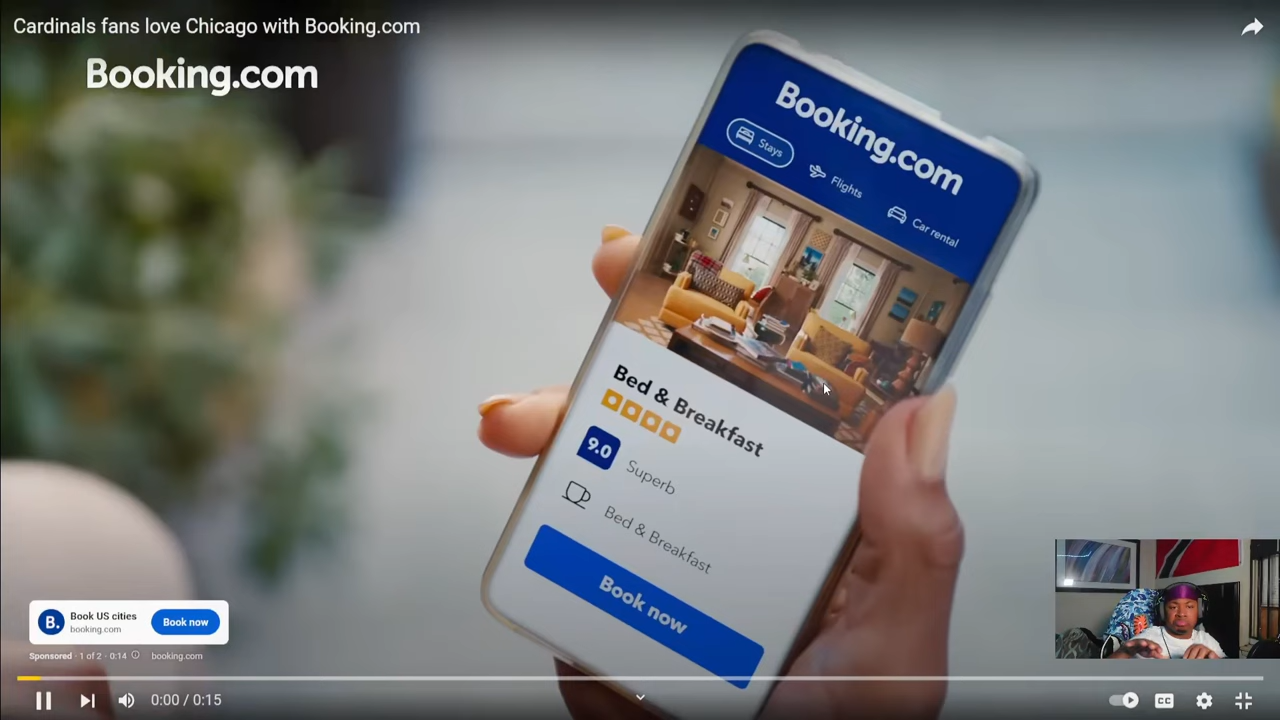 Cardinals fans love Chicago with Booking.com
Booking.com
Booking.com
Stays
Flights
Car rental
Bed & Breakfast
9.0
Superb
Bed & Breakfast
Book now
B.
Book US cities
booking.com
Book now
Sponsored · 1 of 2 · 0:14
booking.com
0:00 / 0:15
CC